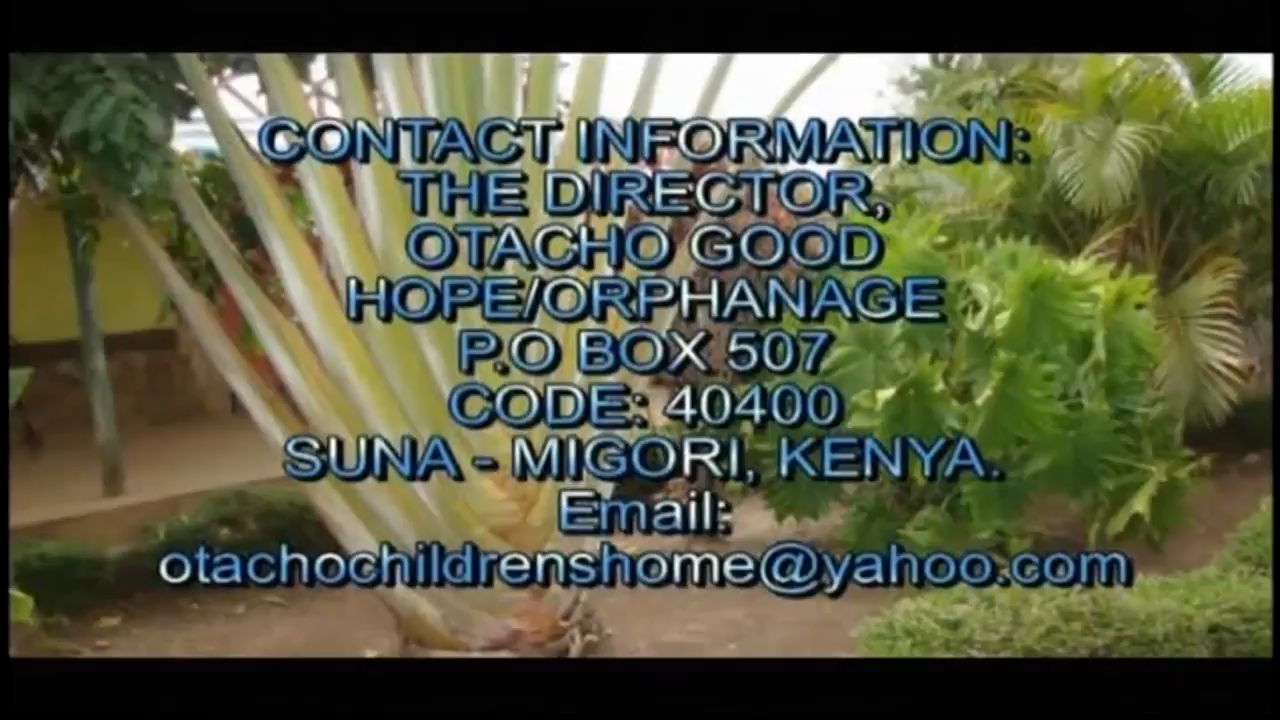 CONTACT INFORMATION:
THE DIRECTOR,
OTACHO GOOD
HOPE/ORPHANAGE
P.O BOX 507
CODE: 40400
SUNA - MIGORI, KENYA.
Email:
otachochildrenshome@yahoo.com